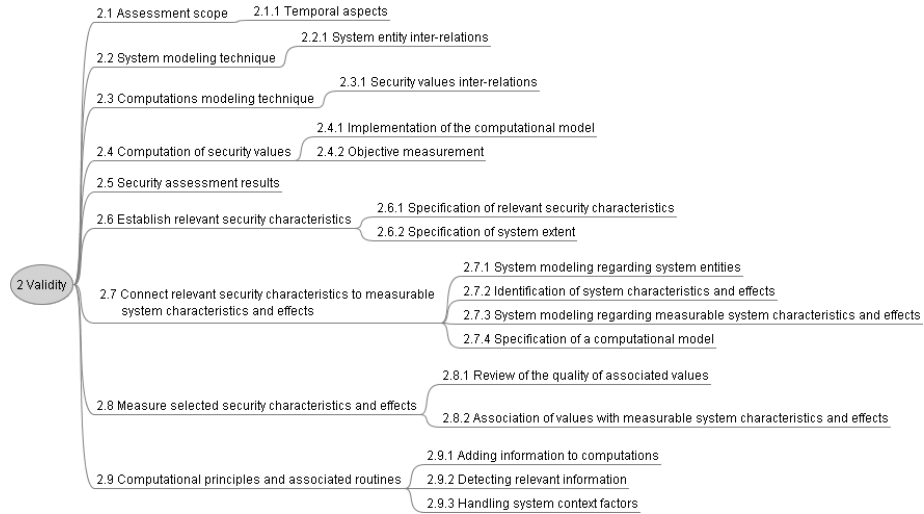 2 Validity
2.1 Assessment scope
2.1.1 Temporal aspects
2.2 System modeling technique
2.2.1 System entity inter-relations
2.3 Computations modeling technique
2.3.1 Security values inter-relations
2.4 Computation of security values
2.4.1 Implementation of the computational model
2.4.2 Objective measurement
2.5 Security assessment results
2.6 Establish relevant security characteristics
2.6.1 Specification of relevant security characteristics
2.6.2 Specification of system extent
2.7 Connect relevant security characteristics to measurable
system characteristics and effects
2.7.1 System modeling regarding system entities
2.7.2 Identification of system characteristics and effects
2.7.3 System modeling regarding measurable system characteristics and effects
2.7.4 Specification of a computational model
2.8 Measure selected security characteristics and effects
2.8.1 Review of the quality of associated values
2.8.2 Association of values with measurable system characteristics and effects
2.9 Computational principles and associated routines
2.9.1 Adding information to computations
2.9.2 Detecting relevant information
2.9.3 Handling system context factors